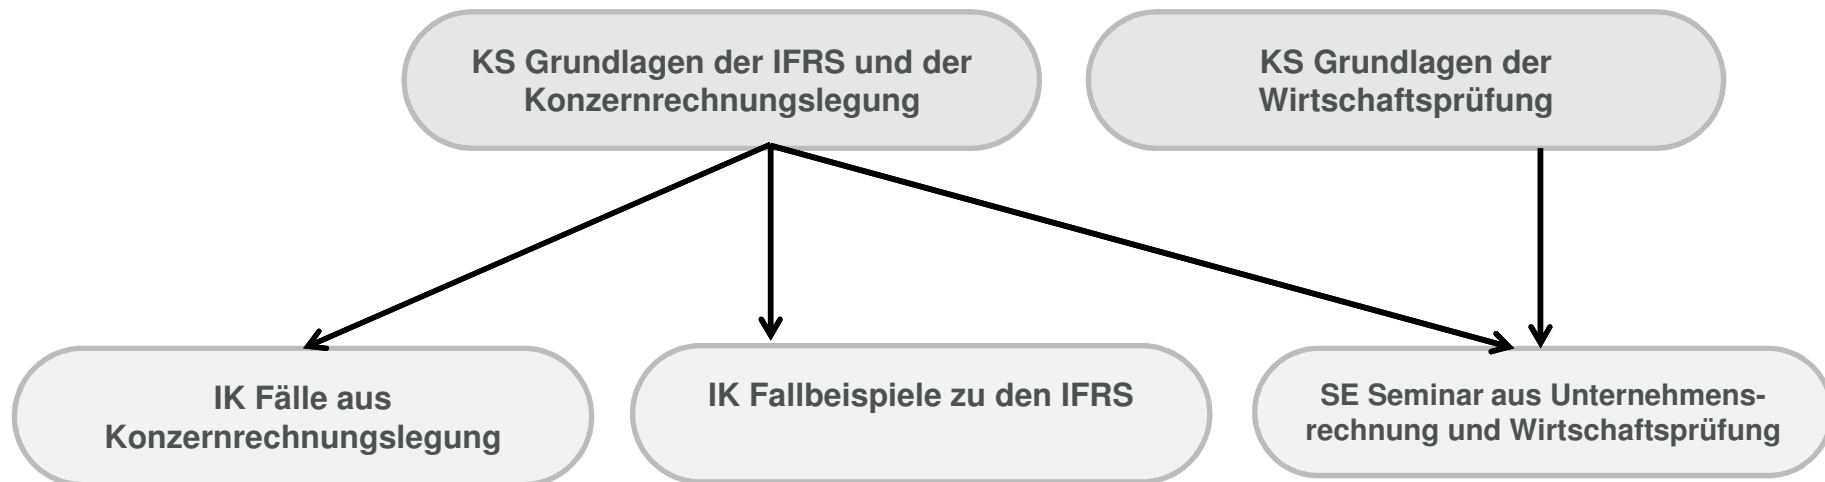 KS Grundlagen der IFRS und der
Konzernrechnungslegung
KS Grundlagen der
Wirtschaftsprüfung
IK Fälle aus
Konzernrechnungslegung
IK Fallbeispiele zu den IFRS
SE Seminar aus Unternehmens-
rechnung und Wirtschaftsprüfung